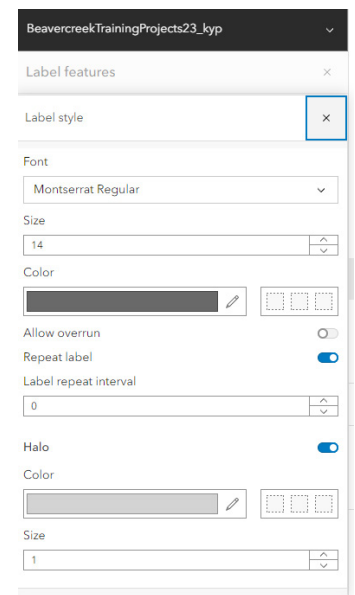 BeavercreekTrainingProjects23_kyp
Label features
Label style
Font
Montserrat Regular
Size
14
Color
Allow overrun
Repeat label
Label repeat interval
0
Halo
Color
Size
1